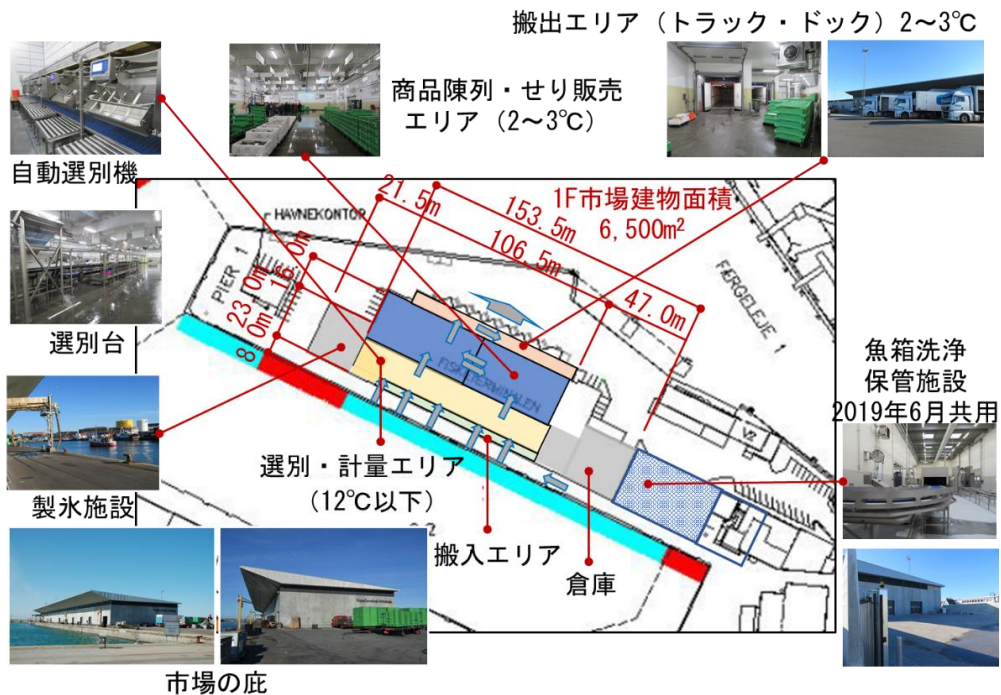 搬出エリア（トラック・ドック）2～3℃
商品陳列・せり販売
エリア（2～3℃）
自動選別機
1F市場建物面積
6,500m²
21.5m
153.5m
106.5m
47.0m
HAVNEKONTOR
PIER 1
16.0m
23.0m
8.0m
FÆRGELEJE 1
選別台
FISKETERMINALEN
V2
魚箱洗浄
保管施設
2019年6月共用
選別・計量エリア
（12℃以下）
製氷施設
搬入エリア
倉庫
市場の庇